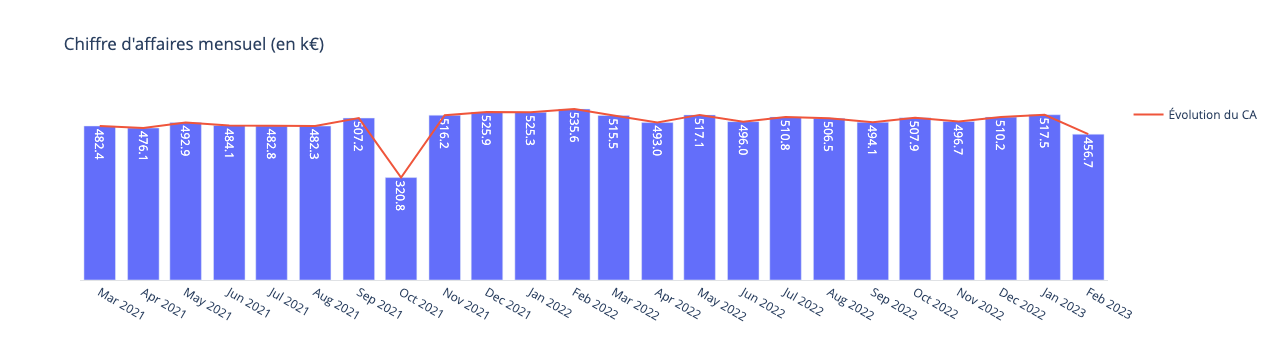 Chiffre d'affaires mensuel (en k€)
Évolution du CA
482.4
476.1
492.9
484.1
482.8
482.3
507.2
320.8
516.2
525.9
525.3
535.6
515.5
493.0
517.1
496.0
510.8
506.5
494.1
507.9
496.7
510.2
517.5
456.7
Mar 2021
Apr 2021
May 2021
Jun 2021
Jul 2021
Aug 2021
Sep 2021
Oct 2021
Nov 2021
Dec 2021
Jan 2022
Feb 2022
Mar 2022
Apr 2022
May 2022
Jun 2022
Jul 2022
Aug 2022
Sep 2022
Oct 2022
Nov 2022
Dec 2022
Jan 2023
Feb 2023